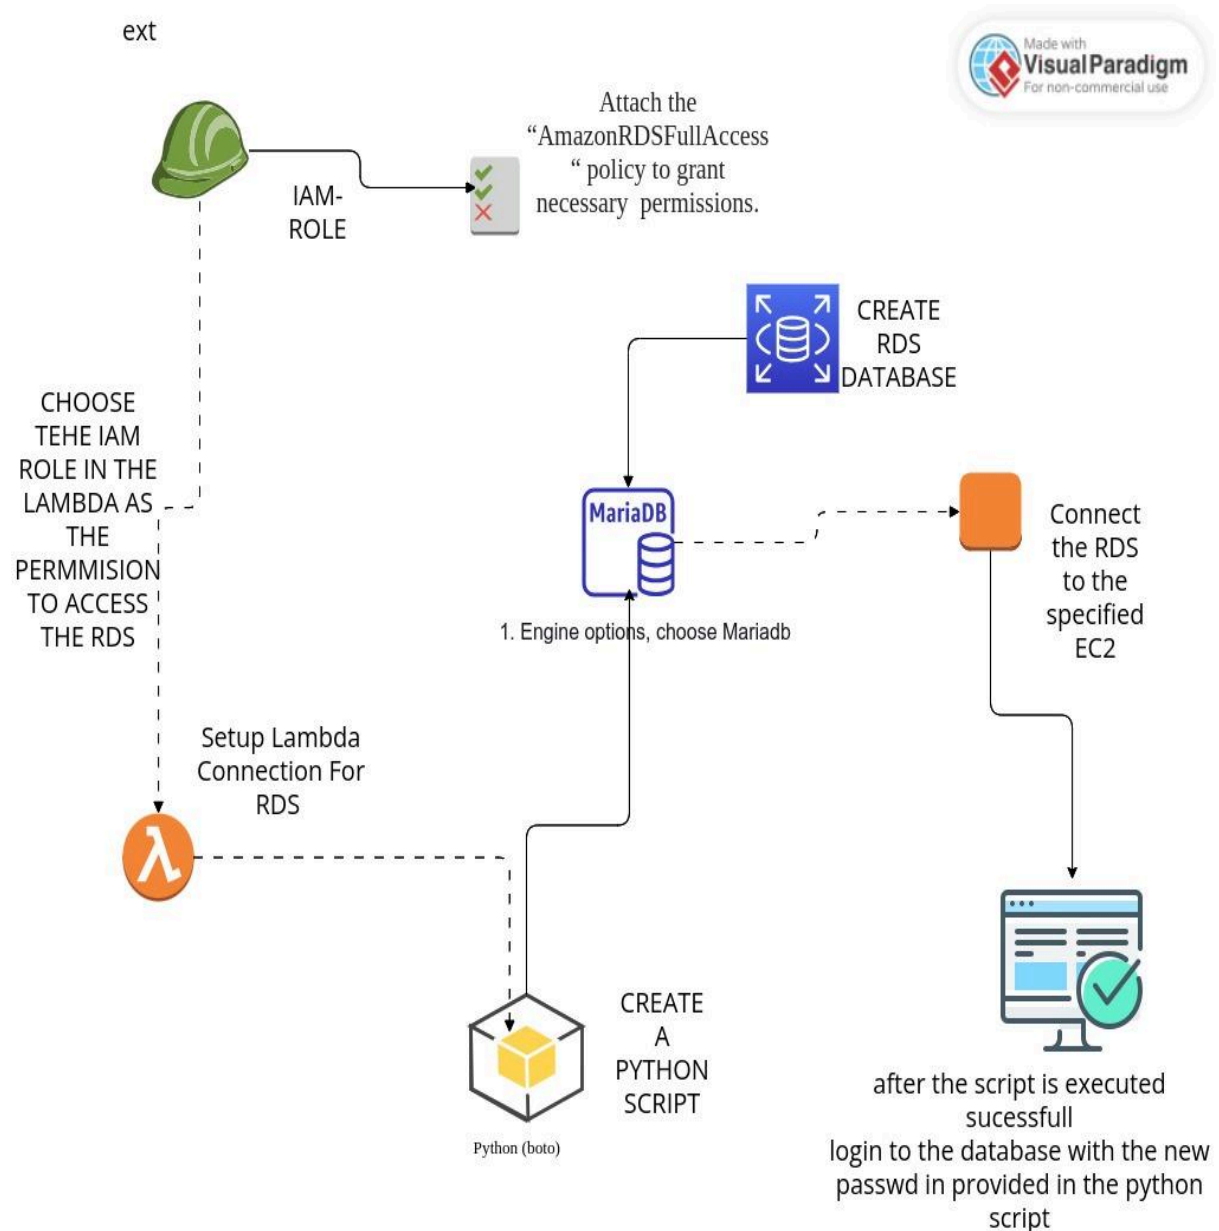 ext
Made with
Visual Paradigm
For non-commercial use
Attach the
“AmazonRDSFullAccess
“ policy to grant
necessary permissions.
IAM-
ROLE
CREATE
RDS
DATABASE
CHOOSE
TEHE IAM
ROLE IN THE
LAMBDA AS
THE
PERMMISION
TO ACCESS
THE RDS
MariaDB
1. Engine options, choose Mariadb
Connect
the RDS
to the
specified
EC2
Setup Lambda
Connection For
RDS
λ
CREATE
A
PYTHON
SCRIPT
Python (boto)
after the script is executed
sucessfull
login to the database with the new
passwd in provided in the python
script